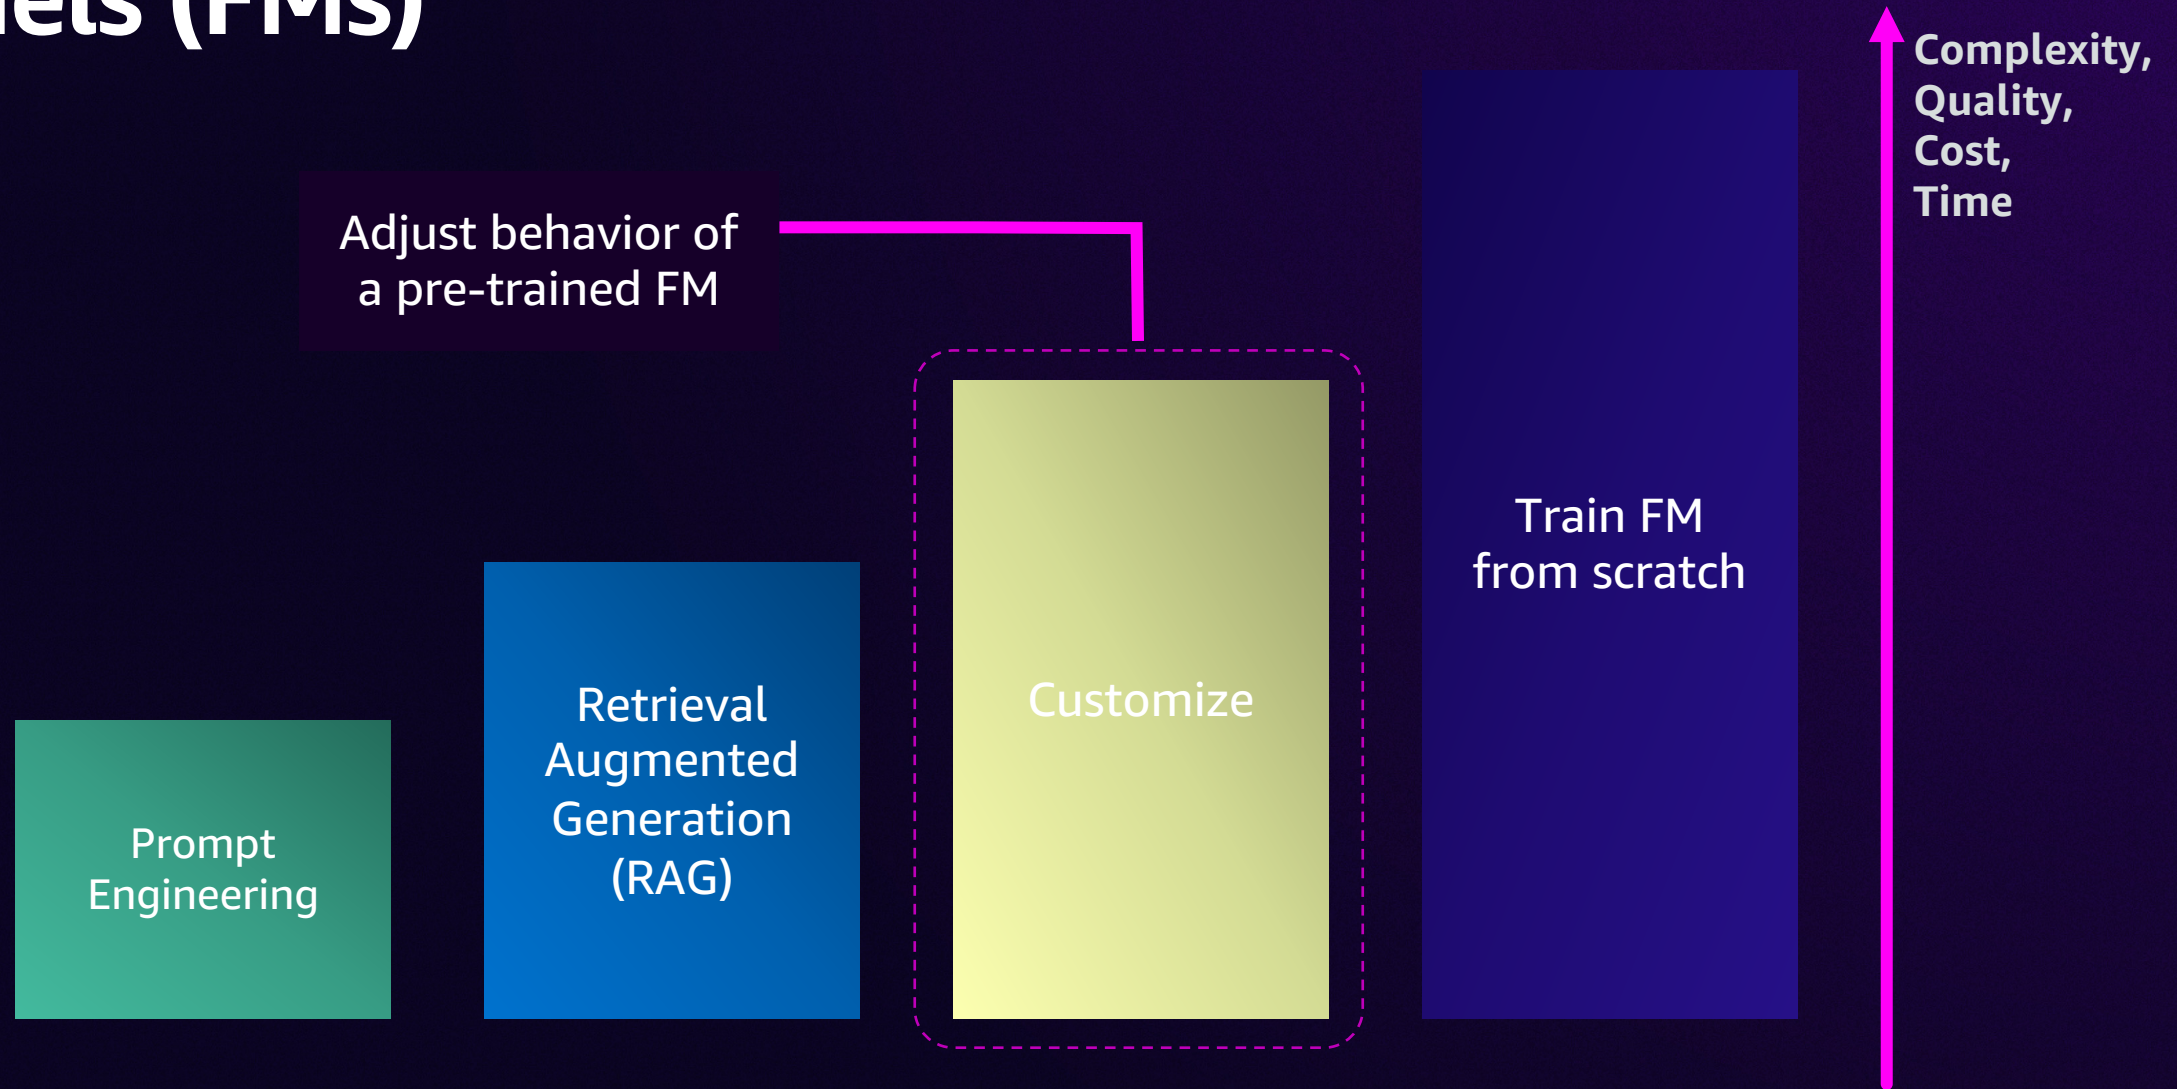 (FMs)
Complexity,
Quality,
Cost,
Time
Adjust behavior of
a pre-trained FM
Train FM
from scratch
Customize
Retrieval
Augmented
Generation
(RAG)
Prompt
Engineering